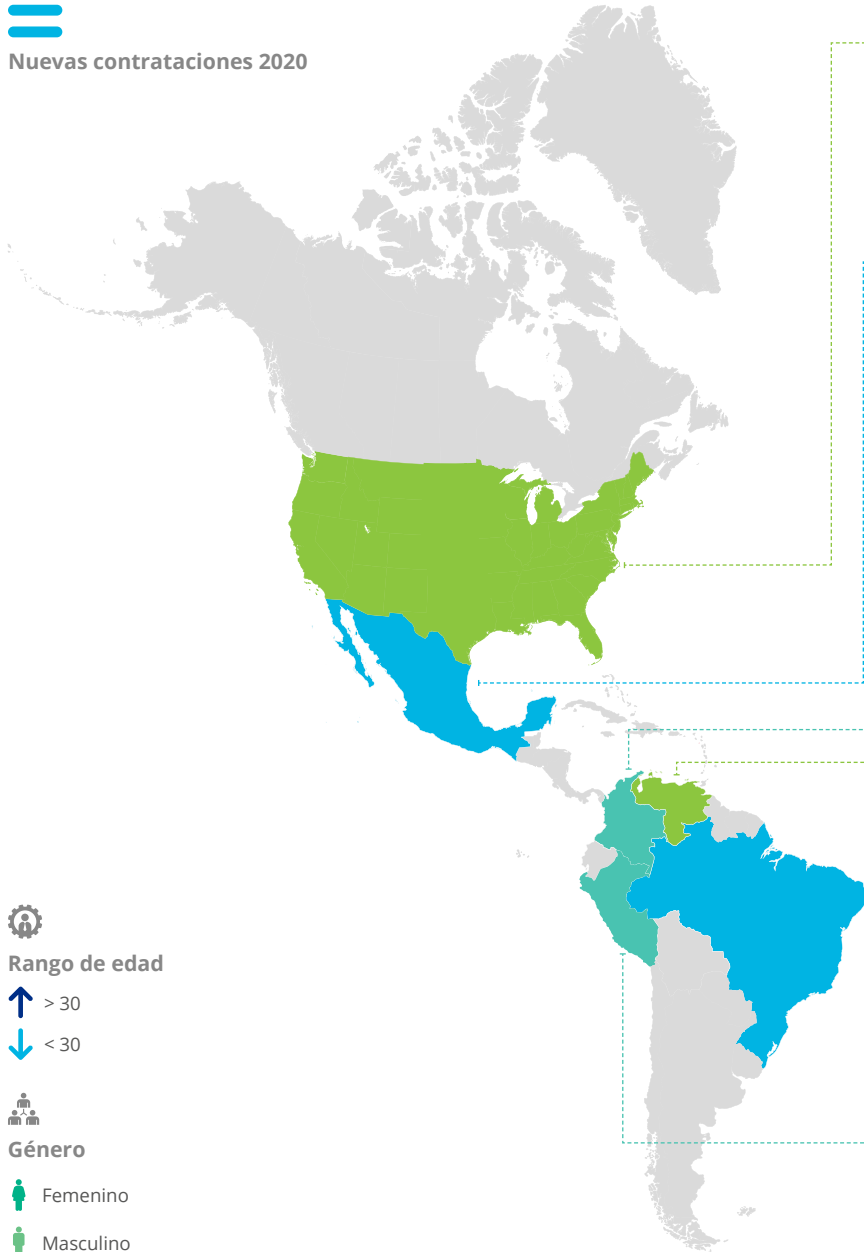 Nuevas contrataciones 2020
Rango de edad
> 30
< 30
Género
Femenino
Masculino